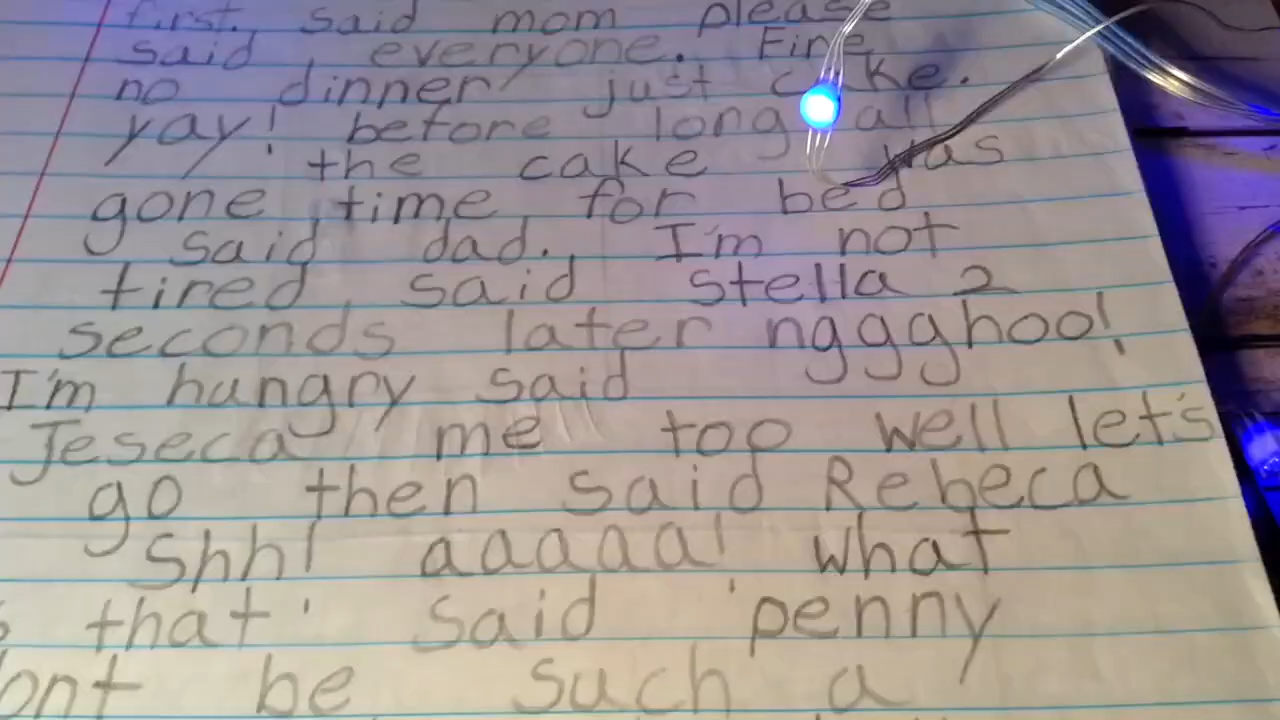 first. said mom please
said everyone. Fine
no dinner just cake.
yay! before long all
the cake was
gone, time, for bed
said dad. I'm not
tired, said stella 2
seconds later nggghoo!
I'm hungry said
Jeseca me too well let's
go then said Rebeca
Shh! aaaaa! what
that' said 'penny
be such a